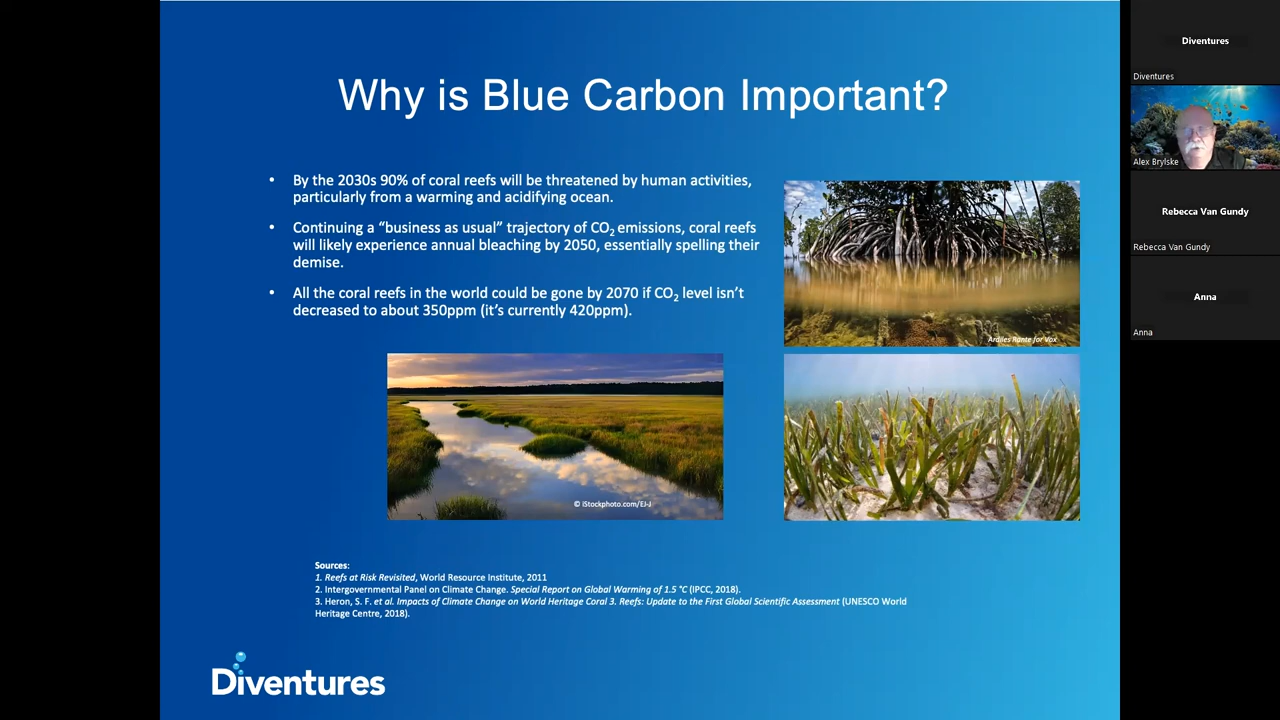 Why is Blue Carbon Important?
• By the 2030s 90% of coral reefs will be threatened by human activities,
particularly from a warming and acidifying ocean.
• Continuing a “business as usual” trajectory of CO2 emissions, coral reefs
will likely experience annual bleaching by 2050, essentially spelling their
demise.
• All the coral reefs in the world could be gone by 2070 if CO2 level isn’t
decreased to about 350ppm (it’s currently 420ppm).
Ardiles Rante for Vox
© iStockphoto.com/EJ-J
Sources:
1. Reefs at Risk Revisited, World Resource Institute, 2011
2. Intergovernmental Panel on Climate Change. Special Report on Global Warming of 1.5 °C (IPCC, 2018).
3. Heron, S. F. et al. Impacts of Climate Change on World Heritage Coral 3. Reefs: Update to the First Global Scientific Assessment (UNESCO World
Heritage Centre, 2018).
Diventures
Diventures
Diventures
Alex Brylske
Rebecca Van Gundy
Rebecca Van Gundy
Anna
Anna